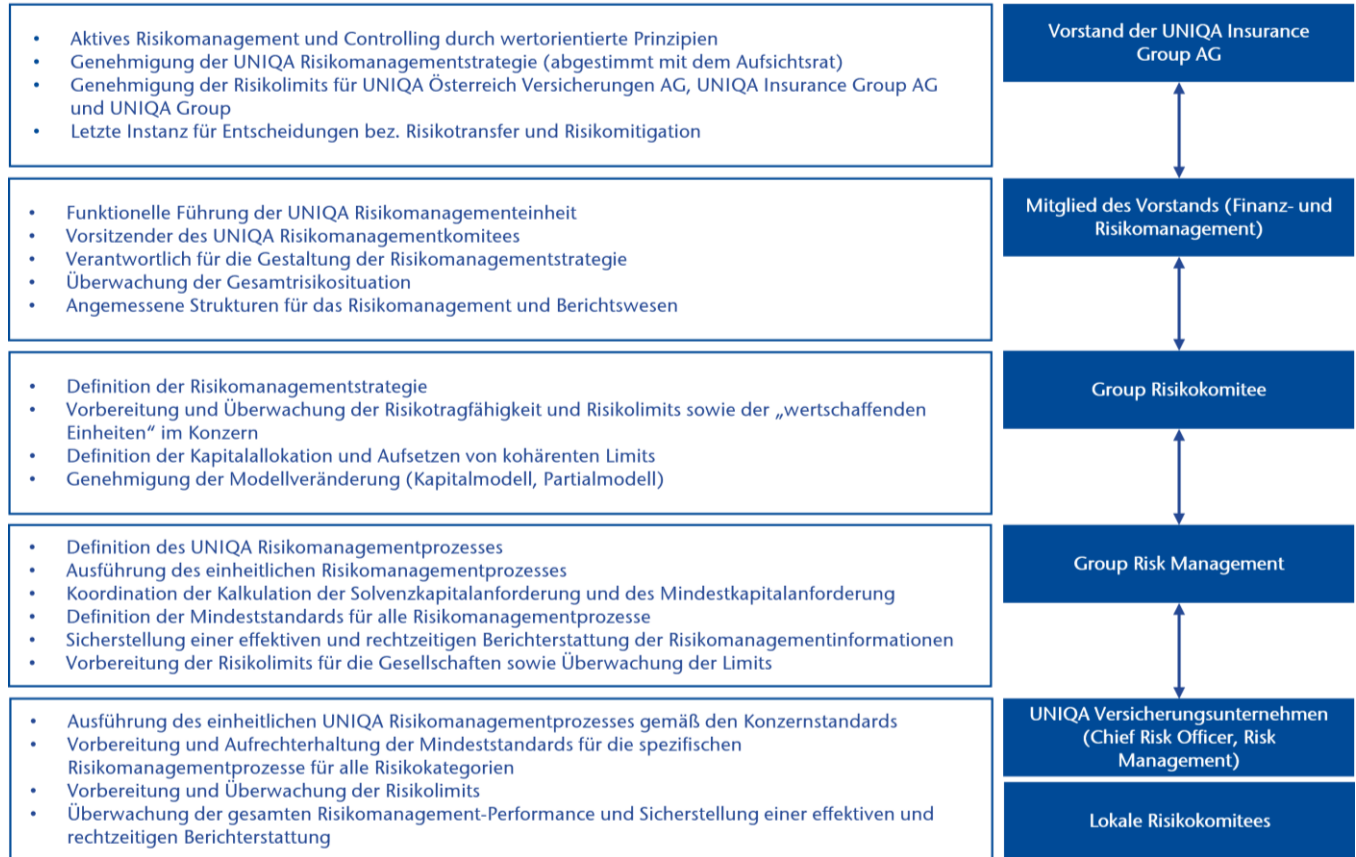 • Aktives Risikomanagement und Controlling durch wertorientierte Prinzipien
• Genehmigung der UNIQA Risikomanagementstrategie (abgestimmt mit dem Aufsichtsrat)
• Genehmigung der Risikolimits für UNIQA Österreich Versicherungen AG, UNIQA Insurance Group AG
und UNIQA Group
• Letzte Instanz für Entscheidungen bez. Risikotransfer und Risikomitigation
Vorstand der UNIQA Insurance
Group AG
• Funktionelle Führung der UNIQA Risikomanagementeinheit
• Vorsitzender des UNIQA Risikomanagementkomitees
• Verantwortlich für die Gestaltung der Risikomanagementstrategie
• Überwachung der Gesamtrisikosituation
• Angemessene Strukturen für das Risikomanagement und Berichtswesen
Mitglied des Vorstands (Finanz- und
Risikomanagement)
• Definition der Risikomanagementstrategie
• Vorbereitung und Überwachung der Risikotragfähigkeit und Risikolimits sowie der „wertschaffenden
Einheiten“ im Konzern
• Definition der Kapitalallokation und Aufsetzen von kohärenten Limits
• Genehmigung der Modellveränderung (Kapitalmodell, Partialmodell)
Group Risikokomitee
• Definition des UNIQA Risikomanagementprozesses
• Ausführung des einheitlichen Risikomanagementprozesses
• Koordination der Kalkulation der Solvenzkapitalanforderung und des Mindestkapitalanforderung
• Definition der Mindeststandards für alle Risikomanagementprozesse
• Sicherstellung einer effektiven und rechtzeitigen Berichterstattung der Risikomanagementinformationen
• Vorbereitung der Risikolimits für die Gesellschaften sowie Überwachung der Limits
Group Risk Management
• Ausführung des einheitlichen UNIQA Risikomanagementprozesses gemäß den Konzernstandards
• Vorbereitung und Aufrechterhaltung der Mindeststandards für die spezifischen
Risikomanagementprozesse für alle Risikokategorien
• Vorbereitung und Überwachung der Risikolimits
• Überwachung der gesamten Risikomanagement-Performance und Sicherstellung einer effektiven und
rechtzeitigen Berichterstattung
UNIQA Versicherungsunternehmen
(Chief Risk Officer, Risk
Management)
Lokale Risikokomitees